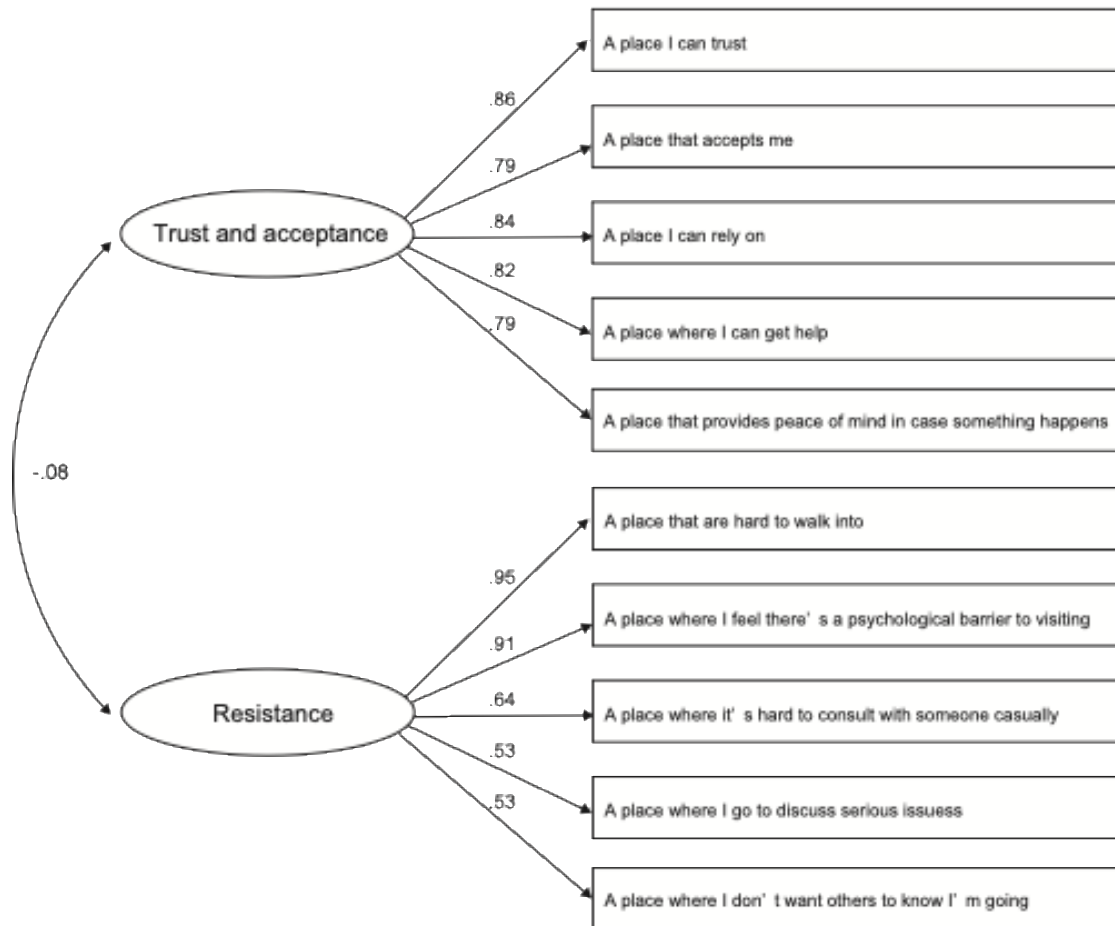 A place I can trust
.86
A place that accepts me
.79
Trust and acceptance
.84
A place I can rely on
.82
A place where I can get help
.79
A place that provides peace of mind in case something happens
-.08
A place that are hard to walk into
.95
A place where I feel there' s a psychological barrier to visiting
.91
Resistance
.64
A place where it' s hard to consult with someone casually
.53
A place where I go to discuss serious issuess
.53
A place where I don' t want others to know I' m going